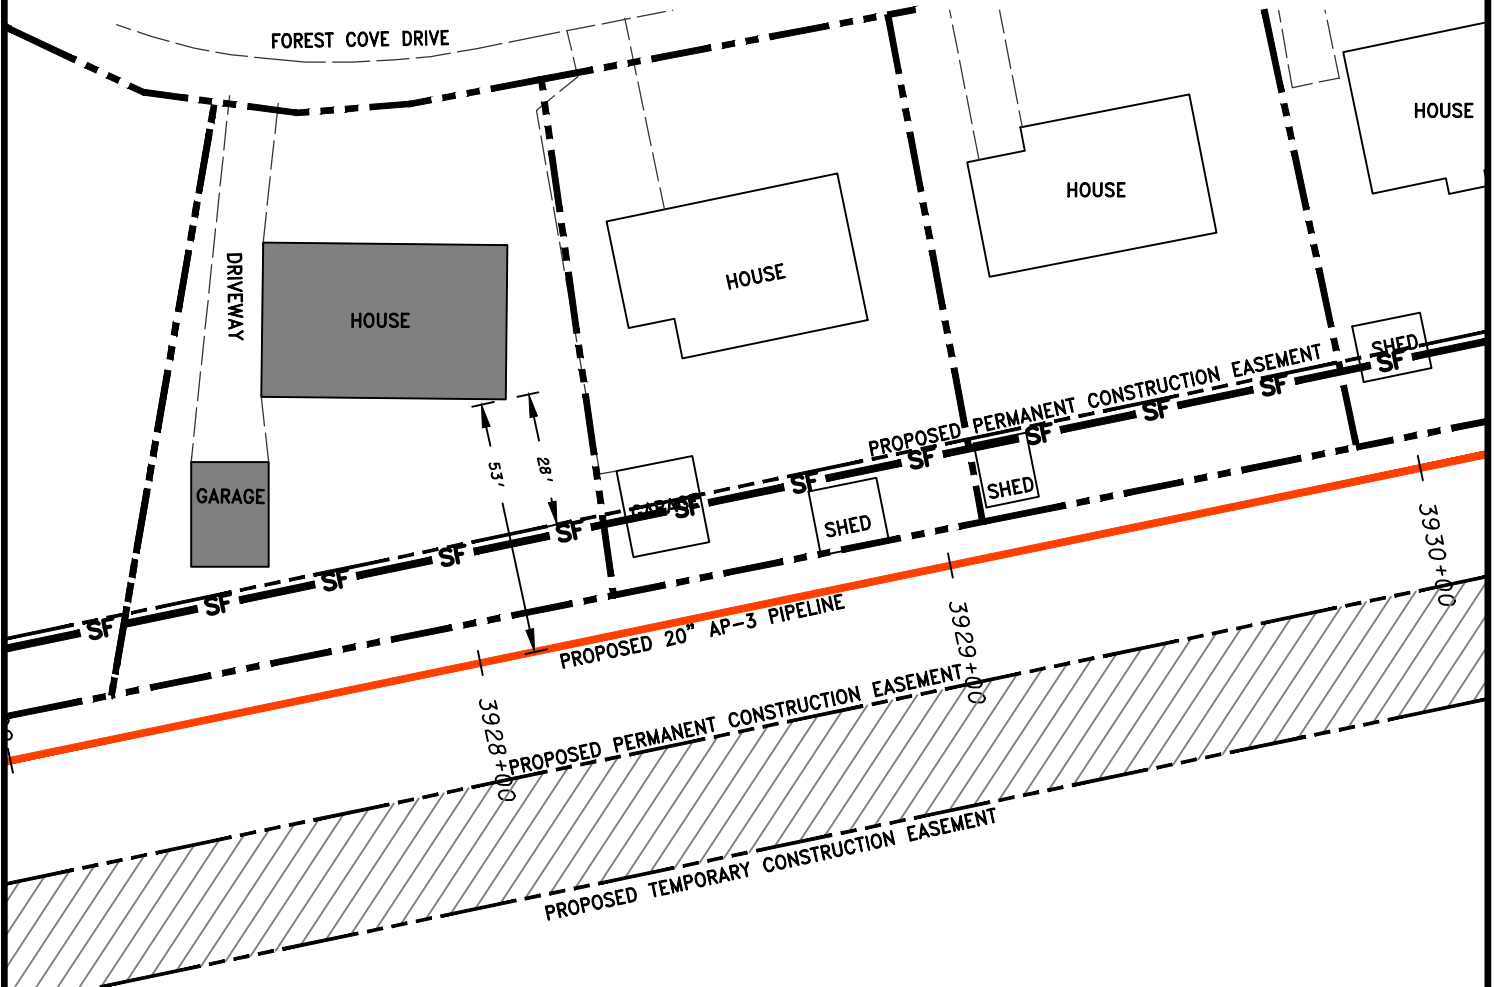 FOREST COVE DRIVE
HOUSE
HOUSE
HOUSE
DRIVEWAY
HOUSE
SHED
PROPOSED PERMANENT CONSTRUCTION EASEMENT
SF
SF
SF
SF
SF
SF
SF
SF
SF
SF
SF
SF
53'
28'
GARAGE
GARAGE
SHED
SHED
3930+00
3929+00
3928+00
PROPOSED 20” AP-3 PIPELINE
PROPOSED PERMANENT CONSTRUCTION EASEMENT
PROPOSED TEMPORARY CONSTRUCTION EASEMENT